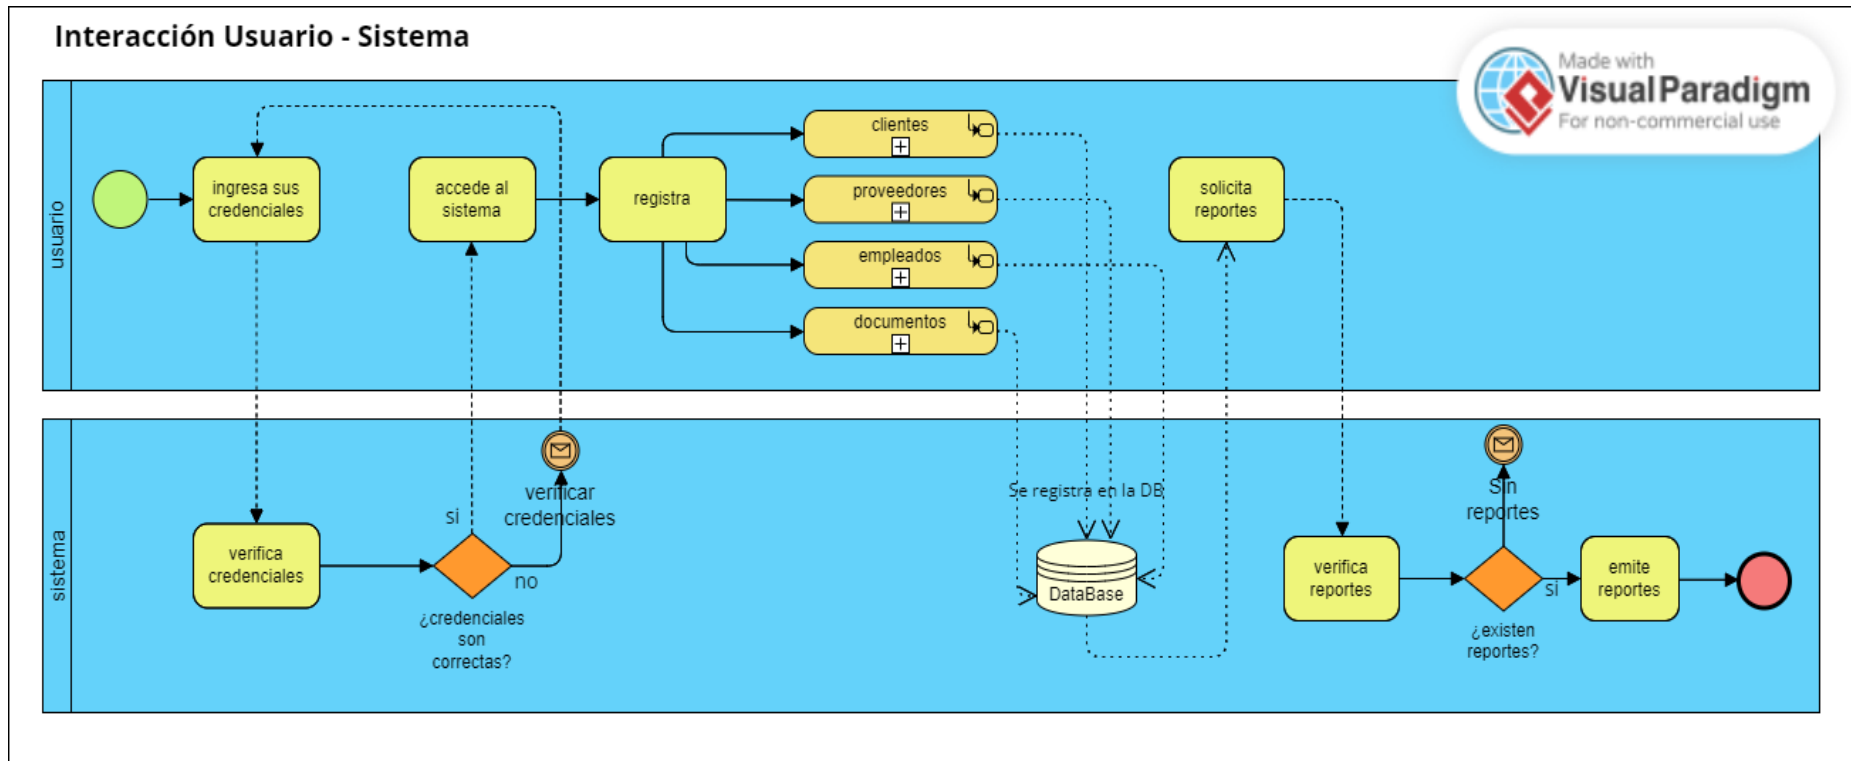 Interacción Usuario - Sistema
Made with
Visual Paradigm
For non-commercial use
usuario
ingresa sus
credenciales
accede al
sistema
registra
clientes
proveedores
empleados
documentos
solicita
reportes
sistema
verifica
credenciales
si
no
¿credenciales
son
correctas?
verificar
credenciales
Se registra en la DB
DataBase
verifica
reportes
Sin
reportes
si
¿existen
reportes?
emite
reportes